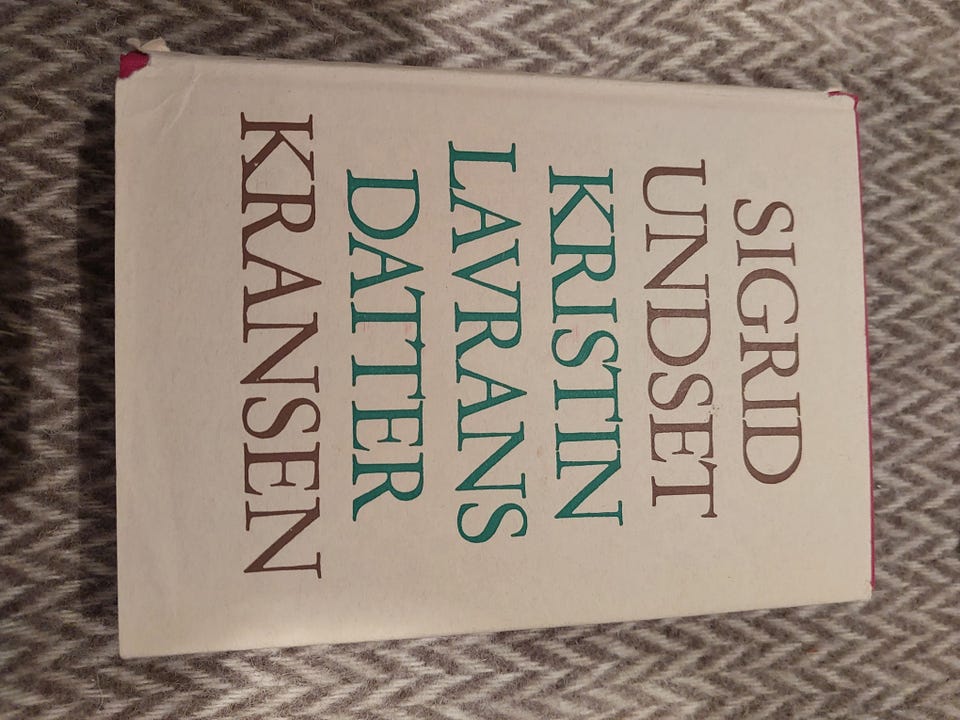 SIGRID
UNDSET
KRISTIN
LAVRANS
DATTER
KRANSEN